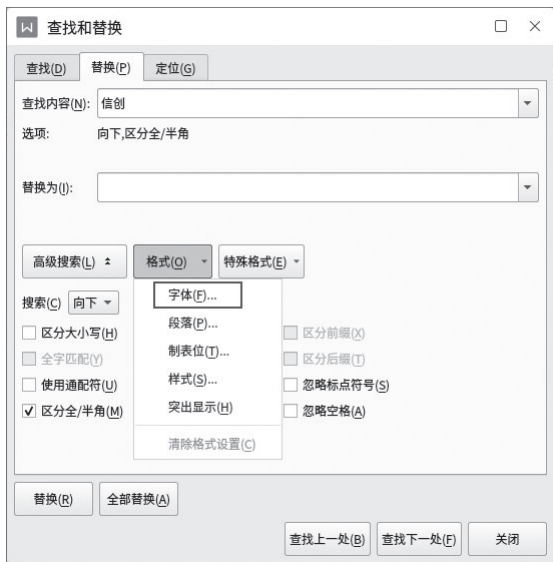 查找和替换
查找(D) 替换(P) 定位(G)
查找内容(N): 信创
选项: 向下,区分全/半角
替换为(I):
高级搜索(L) 格式(O) 特殊格式(E)
搜索(C) 向下
字体(F)...
段落(P)...
制表位(T)...
样式(S)...
突出显示(H)
清除格式设置(C)
区分大小写(H) 区分前缀(X)
全字匹配(Y) 区分后缀(T)
使用通配符(U) 忽略标点符号(S)
区分全/半角(M) 忽略空格(A)
替换(R) 全部替换(A)
查找上一处(B) 查找下一处(F) 关闭